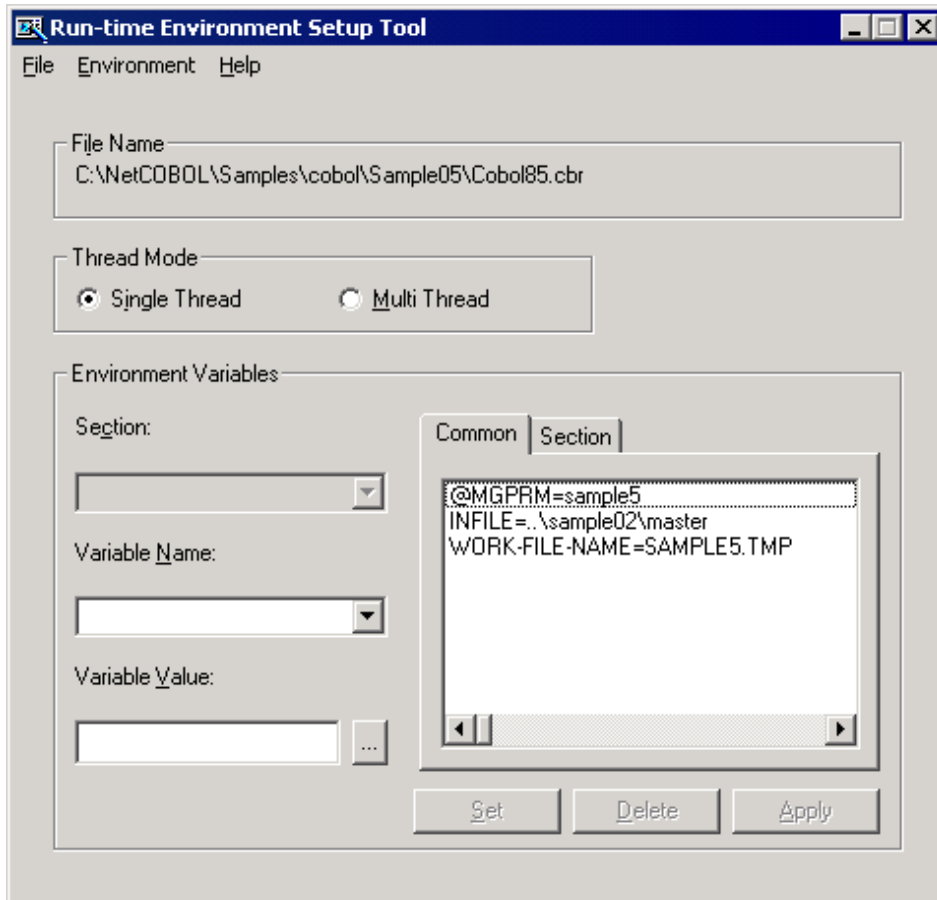 Run-time Environment Setup Tool
File Environment Help
File Name
C:\NetCOBOL\Samples\cobol\Sample05\Cobol85.cbr
Thread Mode
Single Thread Multi Thread
Environment Variables
Section:
Variable Name:
Variable Value:
...
Common Section
@MGPRM=sample5
INFILE=..\sample02\master
WORK-FILE-NAME=SAMPLE5.TMP
Set Delete Apply